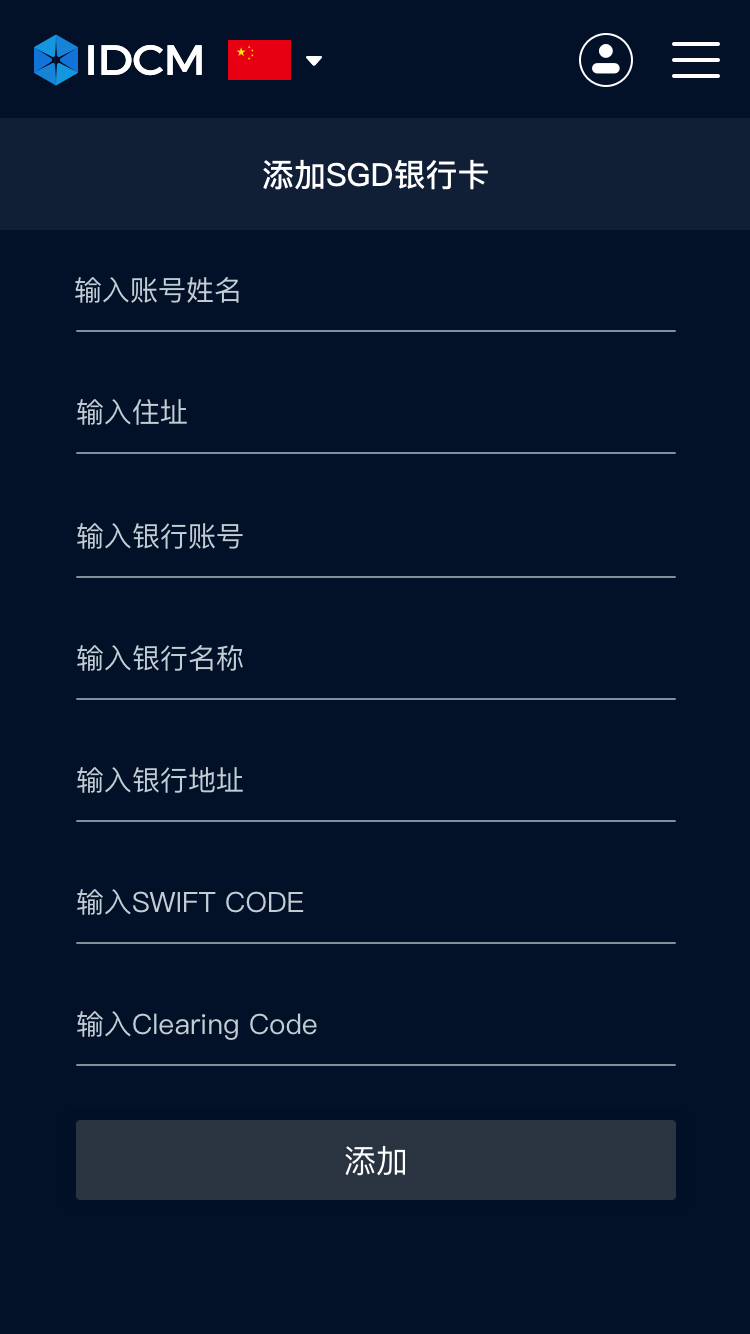 IDCM
添加SGD银行卡
输入账号姓名
输入住址
输入银行账号
输入银行名称
输入银行地址
输入SWIFT CODE
输入Clearing Code
添加